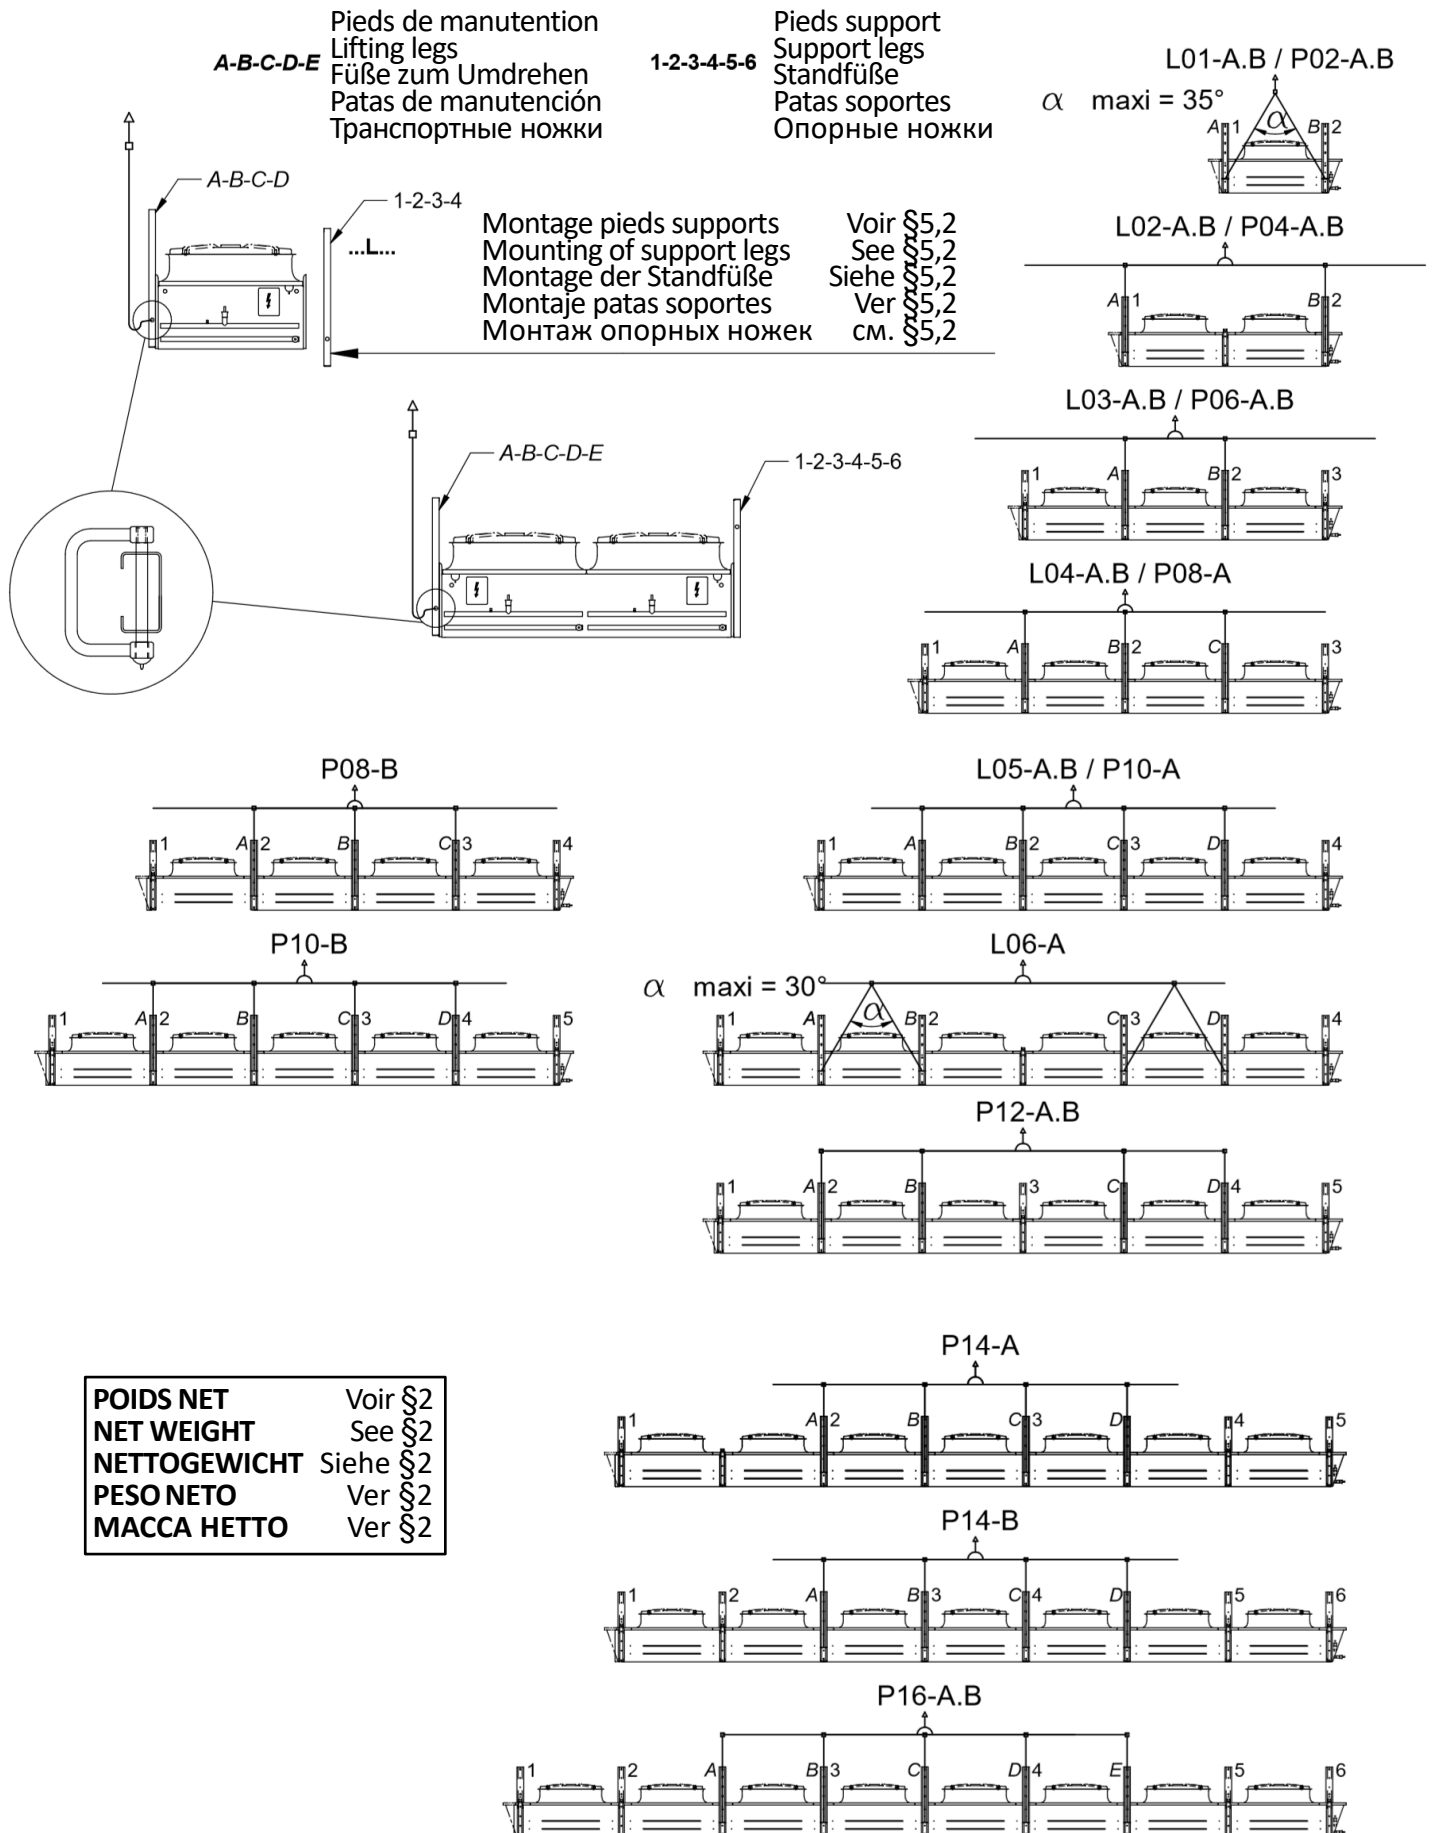 A-B-C-D-E
Pieds de manutention
Lifting legs
Füße zum Umdrehen
Patas de manutención
Транспортные ножки
1-2-3-4-5-6
Pieds support
Support legs
Standfüße
Patas soportes
Опорные ножки
L01-A.B / P02-A.B
α maxi = 35°
α
A 1 B 2
A-B-C-D
1-2-3-4
...L...
Montage pieds supports Voir §5,2
Mounting of support legs See §5,2
Montage der Standfüße Siehe §5,2
Montaje patas soportes Ver §5,2
Монтаж опорных ножек см. §5,2
L02-A.B / P04-A.B
A 1 B 2
L03-A.B / P06-A.B
1 A B 2 3
A-B-C-D-E
1-2-3-4-5-6
L04-A.B / P08-A
1 A B 2 C 3
P08-B
1 A 2 B C 3 4
L05-A.B / P10-A
1 A B 2 C 3 D 4
P10-B
1 A 2 B C 3 D 4 5
L06-A
α maxi = 30°
α
1 A B 2 C 3 D 4
P12-A.B
1 A 2 B 3 C D 4 5
POIDS NET Voir §2
NET WEIGHT See §2
NETTOGEWICHT Siehe §2
PESO NETO Ver §2
МАССА НЕТТО Ver §2
P14-A
1 A 2 B C 3 D 4 5
P14-B
1 2 A B 3 C 4 D 5 6
P16-A.B
1 2 A B 3 C D 4 E 5 6